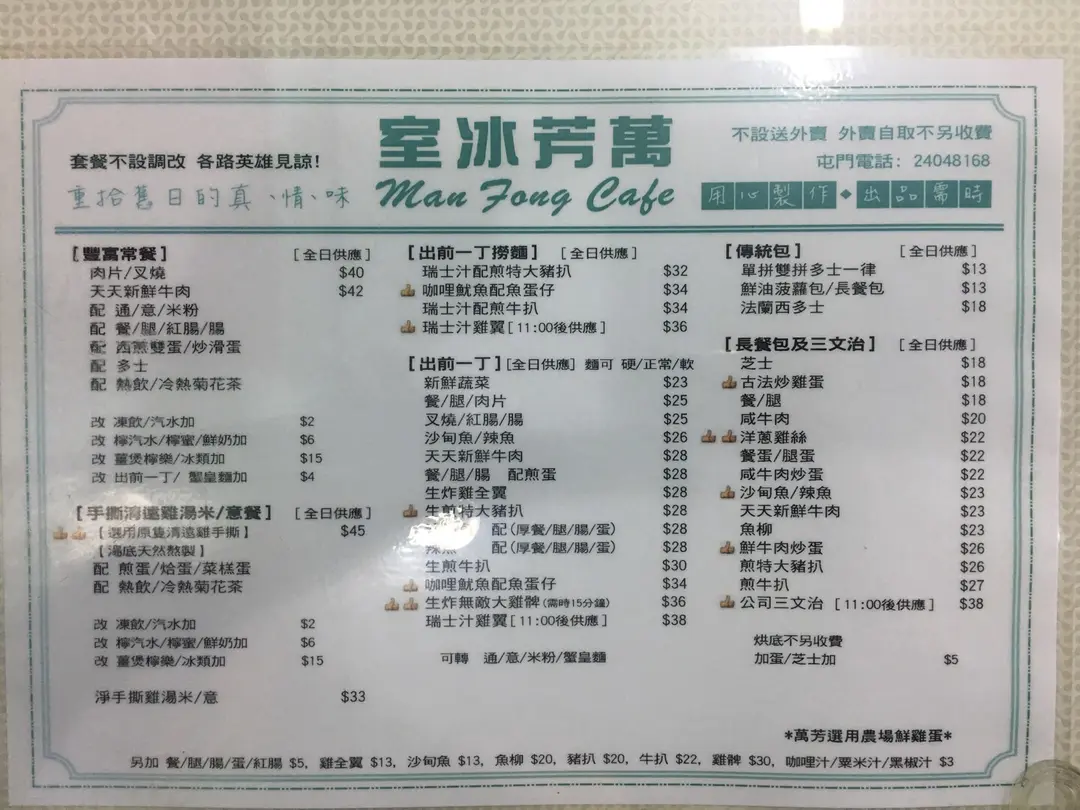 室冰芳萬
Man Fong Cafe
套餐不設調改 各路英雄見諒!
重拾舊日的真、情、味
不設送外賣 外賣自取不另收費
屯門電話: 24048168
用心製作◆出品需時
[豐富常餐] [全日供應]
肉片/叉燒 $40
天天新鮮牛肉 $42
配 通/意/米粉
配 餐/腿/紅腸/腸
配 西煎雙蛋/炒滑蛋
配 多士
配 熱飲/冷熱菊花茶
改 凍飲/汽水加 $2
改 檸汽水/檸蜜/鮮奶加 $6
改 薑煲檸樂/冰類加 $15
改 出前一丁/ 蟹皇麵加 $4
[手撕清遠雞湯米/意餐] [全日供應]
【選用原隻清遠雞手撕】 $45
【湯底天然熬製】
配 煎蛋/烚蛋/菜樣蛋
配 熱飲/冷熱菊花茶
改 凍飲/汽水加 $2
改 檸汽水/檸蜜/鮮奶加 $6
改 薑煲檸樂/冰類加 $15
淨手撕雞湯米/意 $33
[出前一丁撈麵] [全日供應]
瑞士汁配煎特大豬扒 $32
咖哩魷魚配魚蛋仔 $34
瑞士汁配煎牛扒 $34
瑞士汁雞翼[11:00後供應] $36
[出前一丁][全日供應] 麵可 硬/正常/軟
新鮮蔬菜 $23
餐/腿/肉片 $25
叉燒/紅腸/腸 $25
沙甸魚/辣魚 $26
天天新鮮牛肉 $28
餐/腿/腸 配煎蛋 $28
生炸雞全翼 $28
生煎特大豬扒 $28
配(厚餐/腿/腸/蛋) $28
配(厚餐/腿/腸/蛋) $28
生煎牛扒 $30
咖哩魷魚配魚蛋仔 $34
生炸無敵大雞髀(需時15分鐘) $36
瑞士汁雞翼[11:00後供應] $38
可轉 通/意/米粉/蟹皇麵
[傳統包] [全日供應]
單拼雙拼多士一律 $13
鮮油菠蘿包/長餐包 $13
法蘭西多士 $18
[長餐包及三文治] [全日供應]
芝士 $18
古法炒雞蛋 $18
餐/腿 $18
咸牛肉 $20
洋蔥雞絲 $22
餐蛋/腿蛋 $22
咸牛肉炒蛋 $22
沙甸魚/辣魚 $23
天天新鮮牛肉 $23
魚柳 $23
鮮牛肉炒蛋 $26
煎特大豬扒 $26
煎牛扒 $27
公司三文治 [11:00後供應] $38
烘底不另收費
加蛋/芝士加 $5
*萬芳選用農場鮮雞蛋*
另加 餐/腿/腸/蛋/紅腸 $5, 雞全翼 $13, 沙甸魚 $13, 魚柳 $20, 豬扒 $20, 牛扒 $22, 雞髀 $30, 咖哩汁/粟米汁/黑椒汁 $3